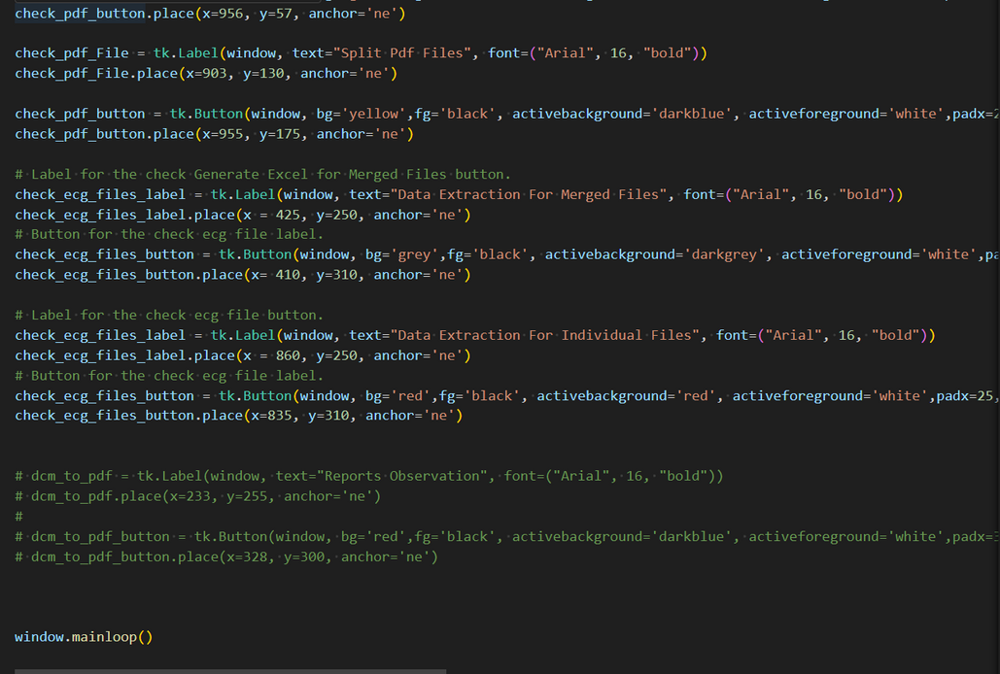 check_pdf_button.place(x=956, y=57, anchor='ne')
check_pdf_File = tk.Label(window, text="Split Pdf Files", font=("Arial", 16, "bold"))
check_pdf_File.place(x=903, y=130, anchor='ne')
check_pdf_button = tk.Button(window, bg='yellow',fg='black', activebackground='darkblue', activeforeground='white',padx=2
check_pdf_button.place(x=955, y=175, anchor='ne')
# Label for the check Generate Excel for Merged Files button.
check_ecg_files_label = tk.Label(window, text="Data Extraction For Merged Files", font=("Arial", 16, "bold"))
check_ecg_files_label.place(x = 425, y=250, anchor='ne')
# Button for the check ecg file label.
check_ecg_files_button = tk.Button(window, bg='grey',fg='black', activebackground='darkgrey', activeforeground='white',pa
check_ecg_files_button.place(x= 410, y=310, anchor='ne')
# Label for the check ecg file button.
check_ecg_files_label = tk.Label(window, text="Data Extraction For Individual Files", font=("Arial", 16, "bold"))
check_ecg_files_label.place(x = 860, y=250, anchor='ne')
# Button for the check ecg file label.
check_ecg_files_button = tk.Button(window, bg='red',fg='black', activebackground='red', activeforeground='white',padx=25,
check_ecg_files_button.place(x=835, y=310, anchor='ne')
# dcm_to_pdf = tk.Label(window, text="Reports Observation", font=("Arial", 16, "bold"))
# dcm_to_pdf.place(x=233, y=255, anchor='ne')
#
# dcm_to_pdf_button = tk.Button(window, bg='red',fg='black', activebackground='darkblue', activeforeground='white',padx=
# dcm_to_pdf_button.place(x=328, y=300, anchor='ne')
window.mainloop()